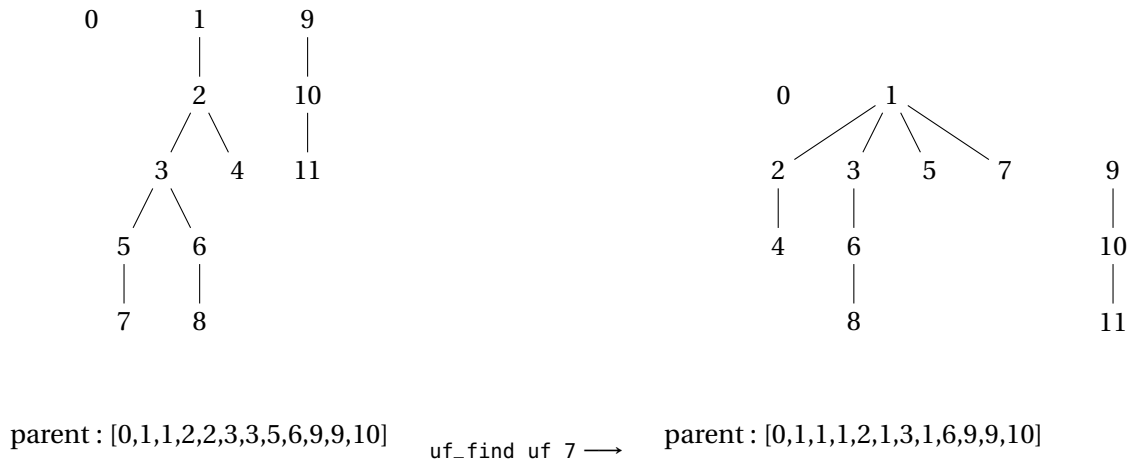 0 1 9
2 10
3 4 11
5 6
7 8
0 1
2 3 5 7 9
4 6 10
8 11
parent : [0,1,1,2,2,3,3,5,6,9,9,10]
uf_find uf 7 ⟶
parent : [0,1,1,1,2,1,3,1,6,9,9,10]